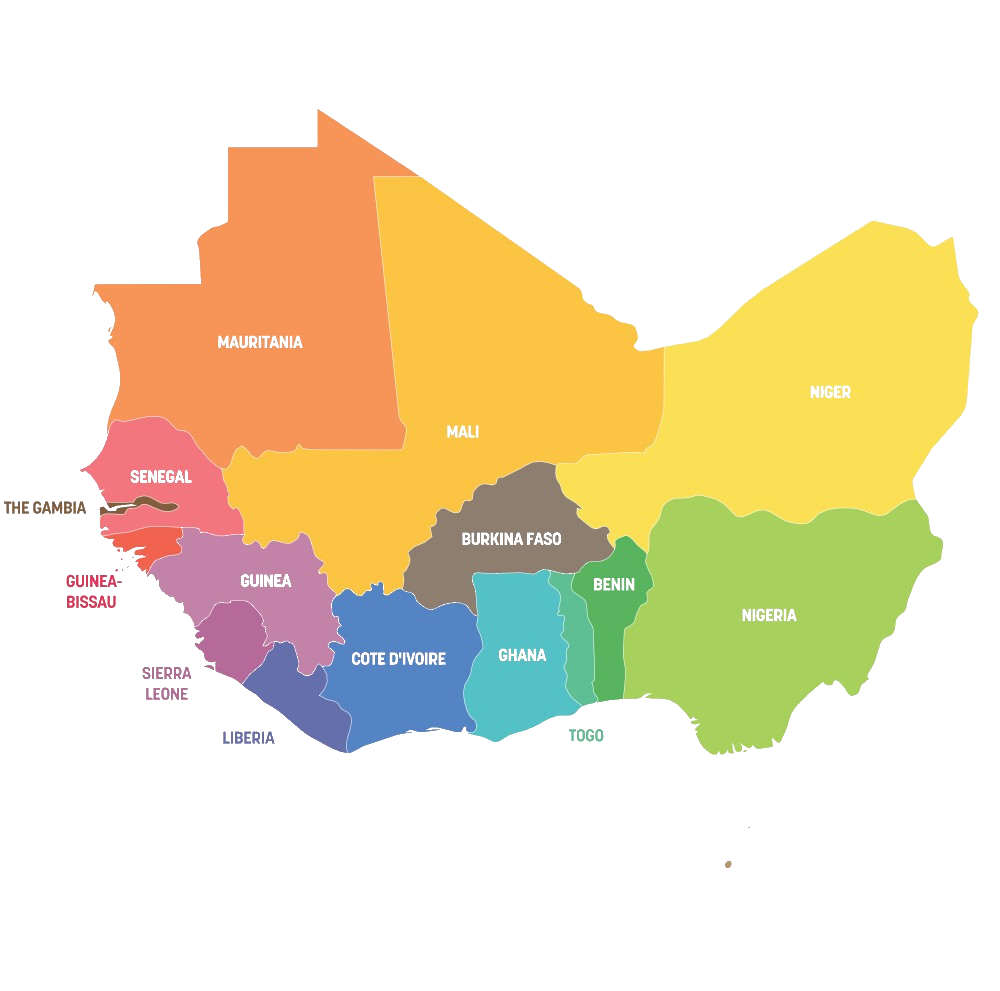 MAURITANIA
NIGER
MALI
SENEGAL
THE GAMBIA
BURKINA FASO
GUINEA-
BISSAU
GUINEA
BENIN
NIGERIA
COTE D'IVOIRE
GHANA
SIERRA
LEONE
LIBERIA
TOGO